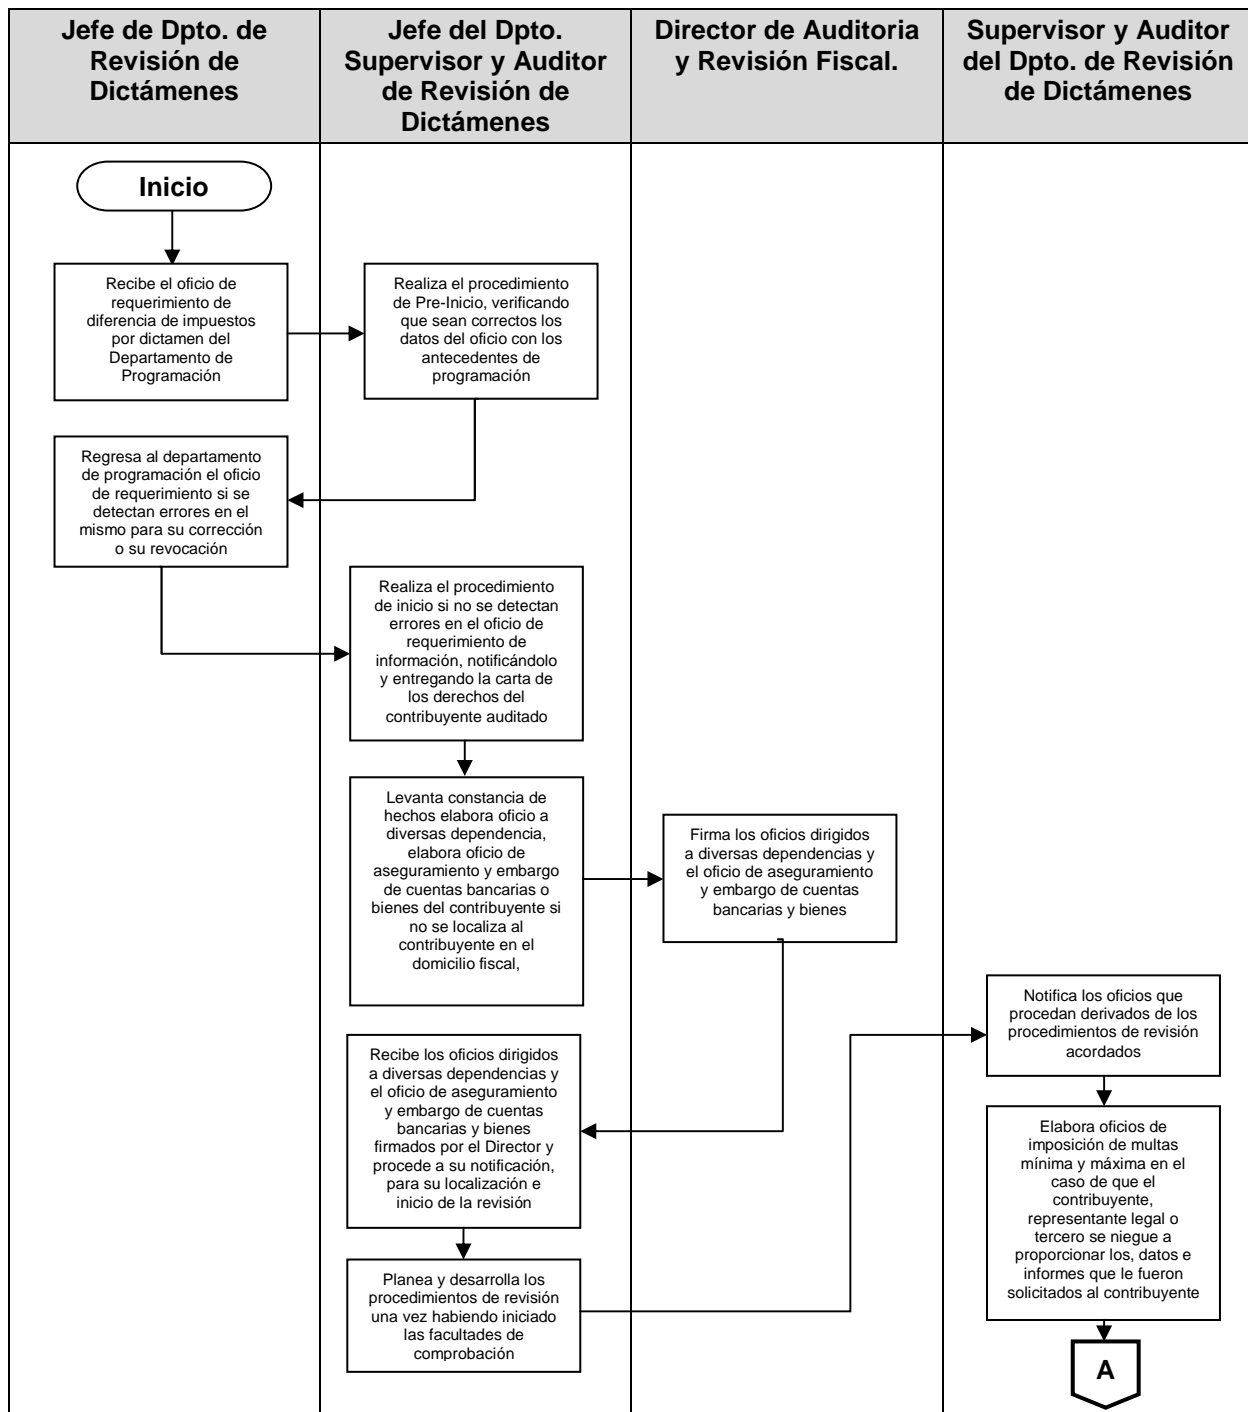 Jefe de Dpto. de
Revisión de
Dictámenes
Jefe del Dpto.
Supervisor y Auditor
de Revisión de
Dictámenes
Director de Auditoria
y Revisión Fiscal.
Supervisor y Auditor
del Dpto. de Revisión
de Dictámenes
Inicio
Recibe el oficio de
requerimiento de
diferencia de impuestos
por dictamen del
Departamento de
Programación
Realiza el procedimiento
de Pre-Inicio, verificando
que sean correctos los
datos del oficio con los
antecedentes de
programación
Regresa al departamento
de programación el oficio
de requerimiento si se
detectan errores en el
mismo para su corrección
o su revocación
Realiza el procedimiento
de inicio si no se detectan
errores en el oficio de
requerimiento de
información, notificándolo
y entregando la carta de
los derechos del
contribuyente auditado
Levanta constancia de
hechos elabora oficio a
diversas dependencia,
elabora oficio de
aseguramiento y embargo
de cuentas bancarias o
bienes del contribuyente si
no se localiza al
contribuyente en el
domicilio fiscal,
Firma los oficios dirigidos
a diversas dependencias y
el oficio de aseguramiento
y embargo de cuentas
bancarias y bienes
Recibe los oficios dirigidos
a diversas dependencias y
el oficio de aseguramiento
y embargo de cuentas
bancarias y bienes
firmados por el Director y
procede a su notificación,
para su localización e
inicio de la revisión
Planea y desarrolla los
procedimientos de revisión
una vez habiendo iniciado
las facultades de
comprobación
Notifica los oficios que
procedan derivados de los
procedimientos de revisión
acordados
Elabora oficios de
imposición de multas
mínima y máxima en el
caso de que el
contribuyente,
representante legal o
tercero se niegue a
proporcionar los, datos e
informes que le fueron
solicitados al contribuyente
A